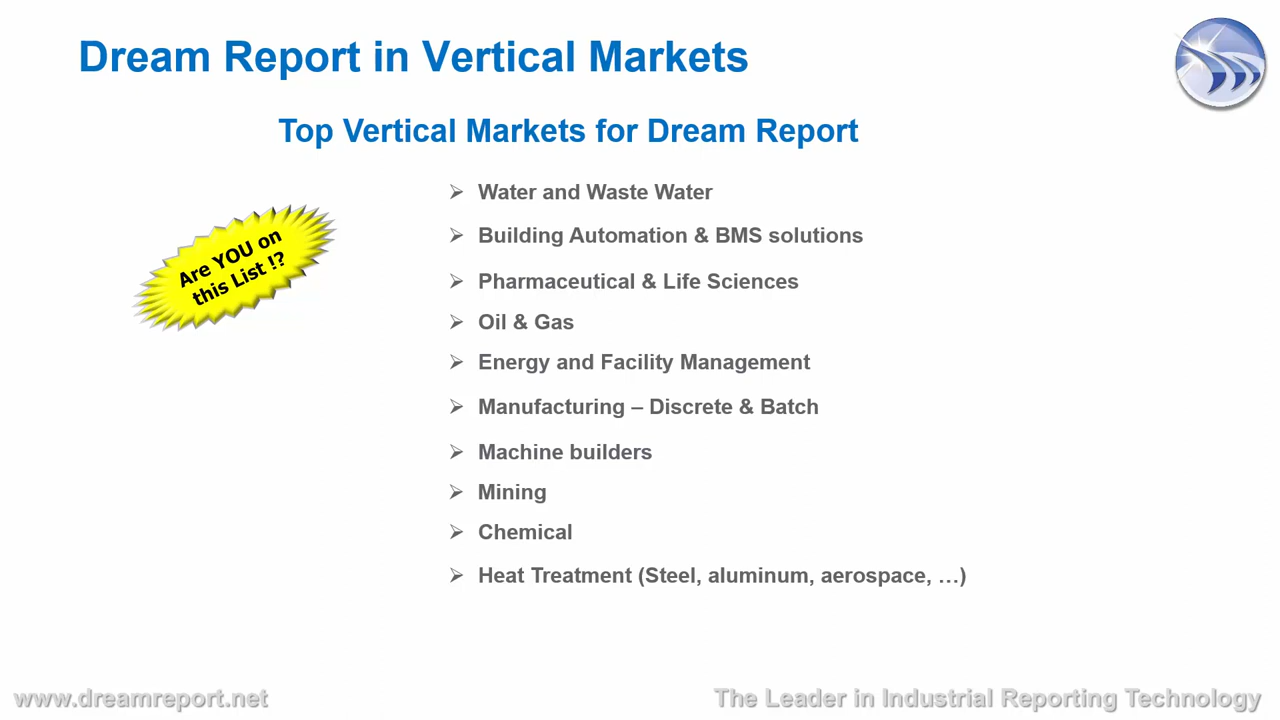 Dream Report in Vertical Markets
Top Vertical Markets for Dream Report
Are YOU on
this List !?
➢ Water and Waste Water
➢ Building Automation & BMS solutions
➢ Pharmaceutical & Life Sciences
➢ Oil & Gas
➢ Energy and Facility Management
➢ Manufacturing – Discrete & Batch
➢ Machine builders
➢ Mining
➢ Chemical
➢ Heat Treatment (Steel, aluminum, aerospace, …)
www.dreamreport.net
The Leader in Industrial Reporting Technology